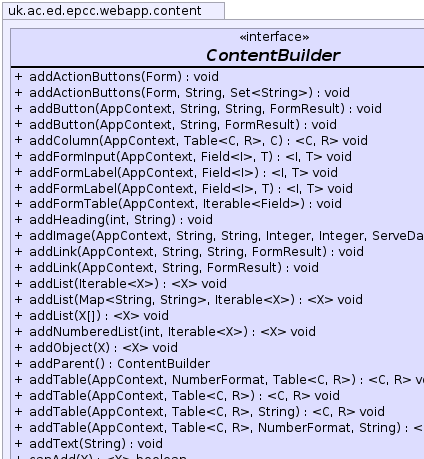 uk.ac.ed.epcc.webapp.content
«interface»
ContentBuilder
+ addActionButtons(Form) : void
+ addActionButtons(Form, String, Set<String>) : void
+ addButton(AppContext, String, String, FormResult) : void
+ addButton(AppContext, String, FormResult) : void
+ addColumn(AppContext, Table<C, R>, C) : <C, R> void
+ addFormInput(AppContext, Field<I>, T) : <I, T> void
+ addFormLabel(AppContext, Field<I>) : <I, T> void
+ addFormLabel(AppContext, Field<I>, T) : <I, T> void
+ addFormTable(AppContext, Iterable<Field>) : void
+ addHeading(int, String) : void
+ addImage(AppContext, String, String, Integer, Integer, ServeDa
+ addLink(AppContext, String, String, FormResult) : void
+ addLink(AppContext, String, FormResult) : void
+ addList(Iterable<X>) : <X> void
+ addList(Map<String, String>, Iterable<X>) : <X> void
+ addList(X[]) : <X> void
+ addNumberedList(int, Iterable<X>) : <X> void
+ addObject(X) : <X> void
+ addParent() : ContentBuilder
+ addTable(AppContext, NumberFormat, Table<C, R>) : <C, R> v
+ addTable(AppContext, Table<C, R>) : <C, R> void
+ addTable(AppContext, Table<C, R>, String) : <C, R> void
+ addTable(AppContext, Table<C, R>, NumberFormat, String) : <
+ addText(String) : void
+ canAdd(X) : <X> boolean